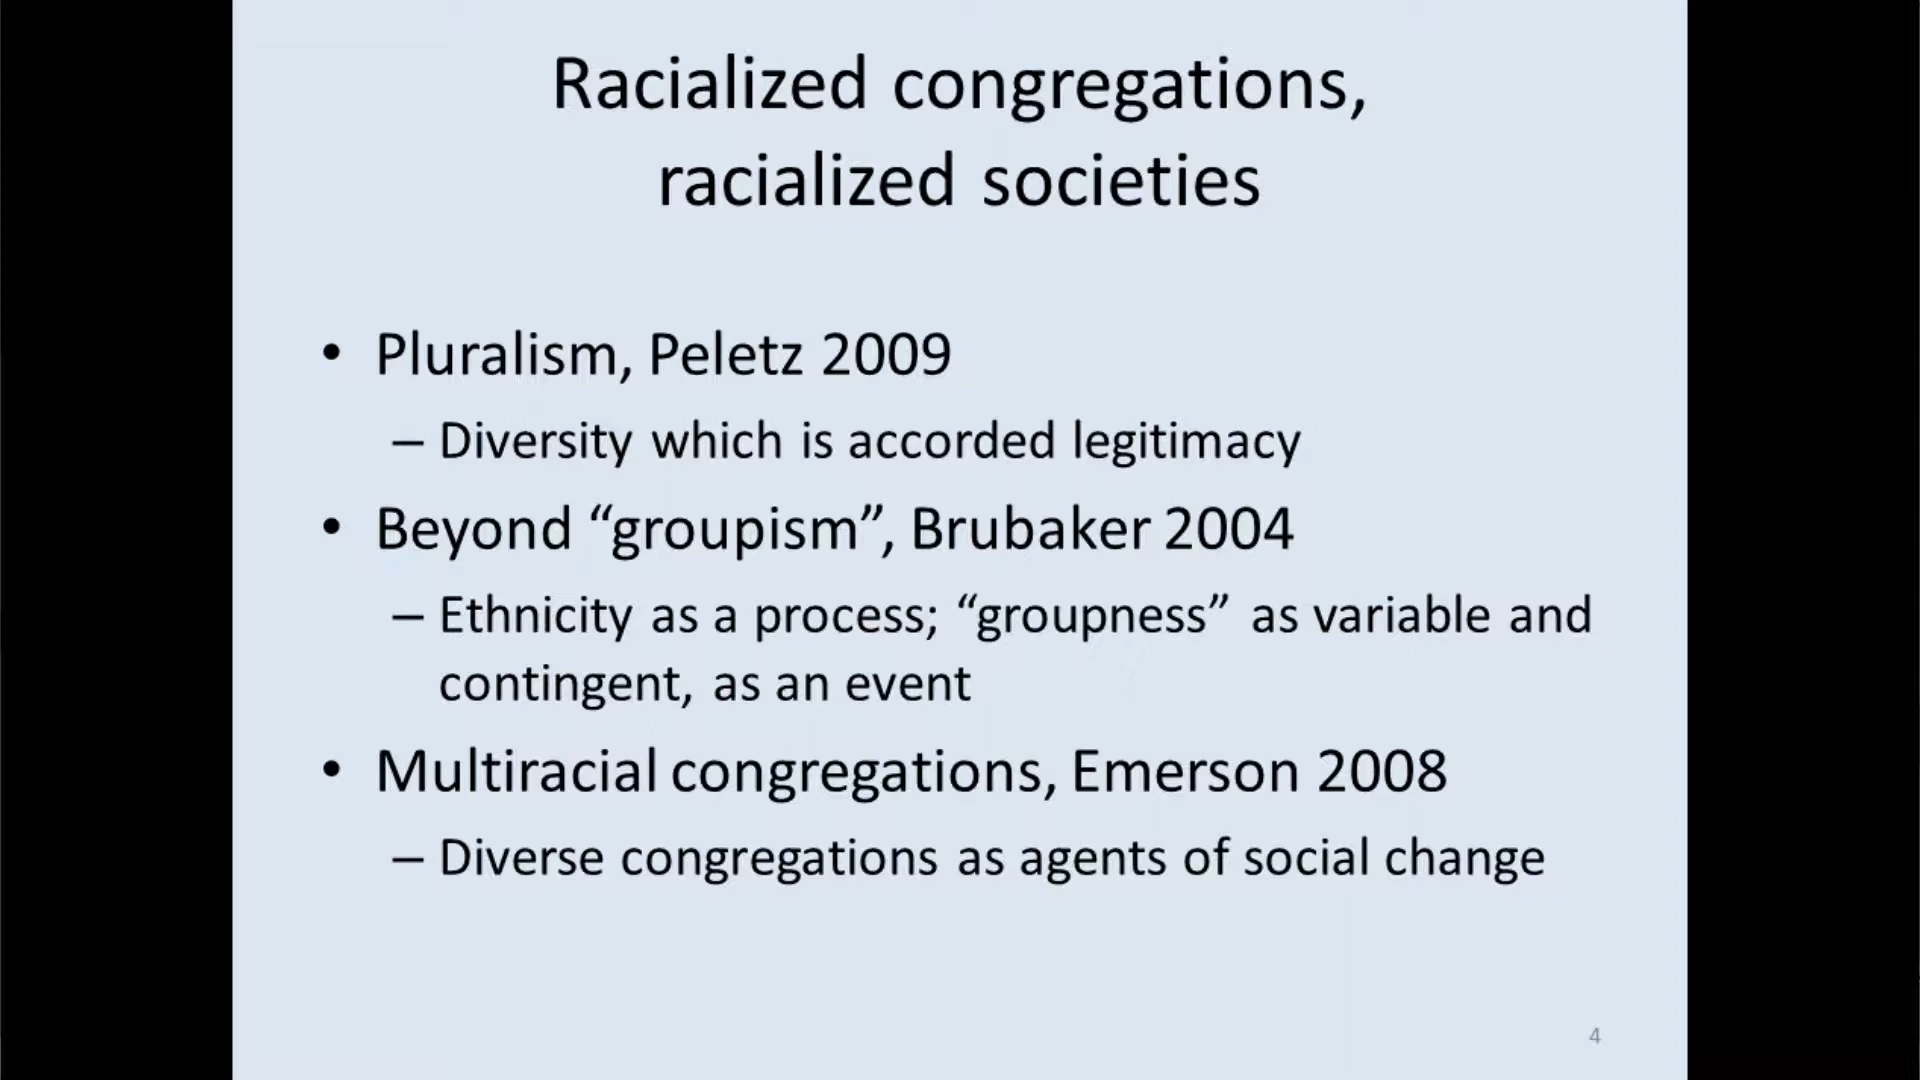 Racialized congregations,
racialized societies
• Pluralism, Peletz 2009
– Diversity which is accorded legitimacy
• Beyond “groupism”, Brubaker 2004
– Ethnicity as a process; “groupness” as variable and
contingent, as an event
• Multiracial congregations, Emerson 2008
– Diverse congregations as agents of social change
4